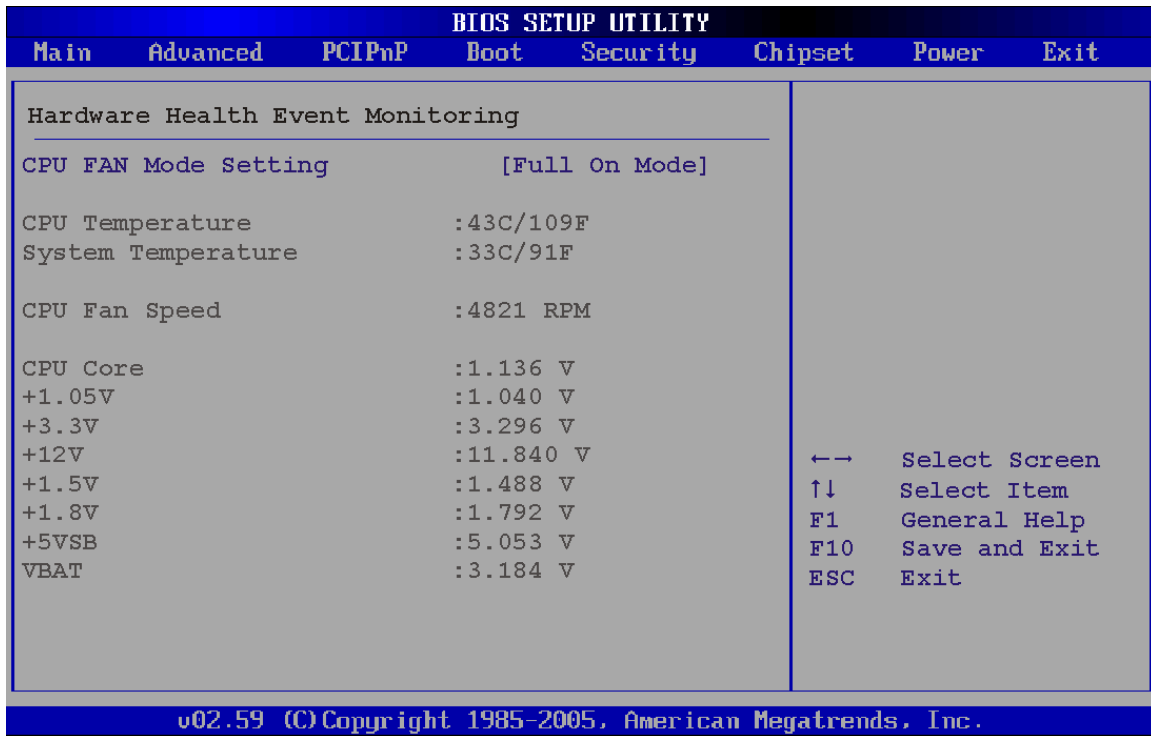 BIOS SETUP UTILITY
Main Advanced PCIPnP Boot Security Chipset Power Exit
Hardware Health Event Monitoring
CPU FAN Mode Setting [Full On Mode]
CPU Temperature :43C/109F
System Temperature :33C/91F
CPU Fan Speed :4821 RPM
CPU Core :1.136 V
+1.05V :1.040 V
+3.3V :3.296 V
+12V :11.840 V
+1.5V :1.488 V
+1.8V :1.792 V
+5VSB :5.053 V
VBAT :3.184 V
←→ Select Screen
↑↓ Select Item
F1 General Help
F10 Save and Exit
ESC Exit
v02.59 (C)Copyright 1985-2005, American Megatrends, Inc.